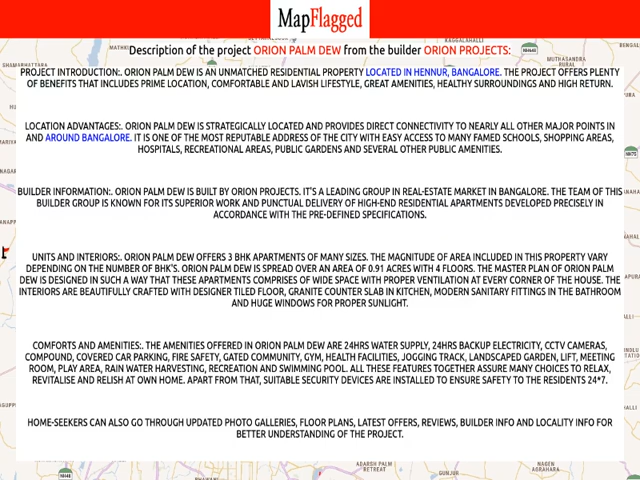 MapFlagged
Description of the project ORION PALM DEW from the builder ORION PROJECTS:
PROJECT INTRODUCTION:. ORION PALM DEW IS AN UNMATCHED RESIDENTIAL PROPERTY LOCATED IN HENNUR, BANGALORE. THE PROJECT OFFERS PLENTY
OF BENEFITS THAT INCLUDES PRIME LOCATION, COMFORTABLE AND LAVISH LIFESTYLE, GREAT AMENITIES, HEALTHY SURROUNDINGS AND HIGH RETURN.
LOCATION ADVANTAGES:. ORION PALM DEW IS STRATEGICALLY LOCATED AND PROVIDES DIRECT CONNECTIVITY TO NEARLY ALL OTHER MAJOR POINTS IN
AND AROUND BANGALORE. IT IS ONE OF THE MOST REPUTABLE ADDRESS OF THE CITY WITH EASY ACCESS TO MANY FAMED SCHOOLS, SHOPPING AREAS,
HOSPITALS, RECREATIONAL AREAS, PUBLIC GARDENS AND SEVERAL OTHER PUBLIC AMENITIES.
BUILDER INFORMATION:. ORION PALM DEW IS BUILT BY ORION PROJECTS. IT'S A LEADING GROUP IN REAL-ESTATE MARKET IN BANGALORE. THE TEAM OF THIS
BUILDER GROUP IS KNOWN FOR ITS SUPERIOR WORK AND PUNCTUAL DELIVERY OF HIGH-END RESIDENTIAL APARTMENTS DEVELOPED PRECISELY IN
ACCORDANCE WITH THE PRE-DEFINED SPECIFICATIONS.
UNITS AND INTERIORS:. ORION PALM DEW OFFERS 3 BHK APARTMENTS OF MANY SIZES. THE MAGNITUDE OF AREA INCLUDED IN THIS PROPERTY VARY
DEPENDING ON THE NUMBER OF BHK'S. ORION PALM DEW IS SPREAD OVER AN AREA OF 0.91 ACRES WITH 4 FLOORS. THE MASTER PLAN OF ORION PALM
DEW IS DESIGNED IN SUCH A WAY THAT THESE APARTMENTS COMPRISES OF WIDE SPACE WITH PROPER VENTILATION AT EVERY CORNER OF THE HOUSE. THE
INTERIORS ARE BEAUTIFULLY CRAFTED WITH DESIGNER TILED FLOOR, GRANITE COUNTER SLAB IN KITCHEN, MODERN SANITARY FITTINGS IN THE BATHROOM
AND HUGE WINDOWS FOR PROPER SUNLIGHT.
COMFORTS AND AMENITIES:. THE AMENITIES OFFERED IN ORION PALM DEW ARE 24HRS WATER SUPPLY, 24HRS BACKUP ELECTRICITY, CCTV CAMERAS,
COMPOUND, COVERED CAR PARKING, FIRE SAFETY, GATED COMMUNITY, GYM, HEALTH FACILITIES, JOGGING TRACK, LANDSCAPED GARDEN, LIFT, MEETING
ROOM, PLAY AREA, RAIN WATER HARVESTING, RECREATION AND SWIMMING POOL. ALL THESE FEATURES TOGETHER ASSURE MANY CHOICES TO RELAX,
REVITALISE AND RELISH AT OWN HOME. APART FROM THAT, SUITABLE SECURITY DEVICES ARE INSTALLED TO ENSURE SAFETY TO THE RESIDENTS 24*7.
HOME-SEEKERS CAN ALSO GO THROUGH UPDATED PHOTO GALLERIES, FLOOR PLANS, LATEST OFFERS, REVIEWS, BUILDER INFO AND LOCALITY INFO FOR
BETTER UNDERSTANDING OF THE PROJECT.
ADARSH PALM
RETREAT
GUNJUR
NAGEN
AGRAHARA